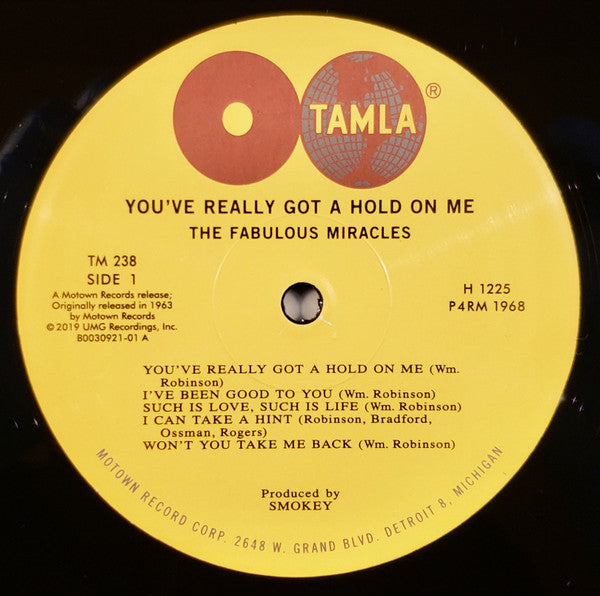 TAMLA ®
YOU'VE REALLY GOT A HOLD ON ME
THE FABULOUS MIRACLES
TM 238
SIDE 1
A Motown Records release;
Originally released in 1963
by Motown Records
© 2019 UMG Recordings, Inc.
B0030921-01 A
H 1225
P4RM 1968
YOU'VE REALLY GOT A HOLD ON ME (Wm.
Robinson)
I'VE BEEN GOOD TO YOU (Wm. Robinson)
SUCH IS LOVE, SUCH IS LIFE (Wm. Robinson)
I CAN TAKE A HINT (Robinson, Bradford,
Ossman, Rogers)
WON'T YOU TAKE ME BACK (Wm. Robinson)
Produced by
SMOKEY
MOTOWN RECORD CORP. 2648 W. GRAND BLVD. DETROIT 8, MICHIGAN